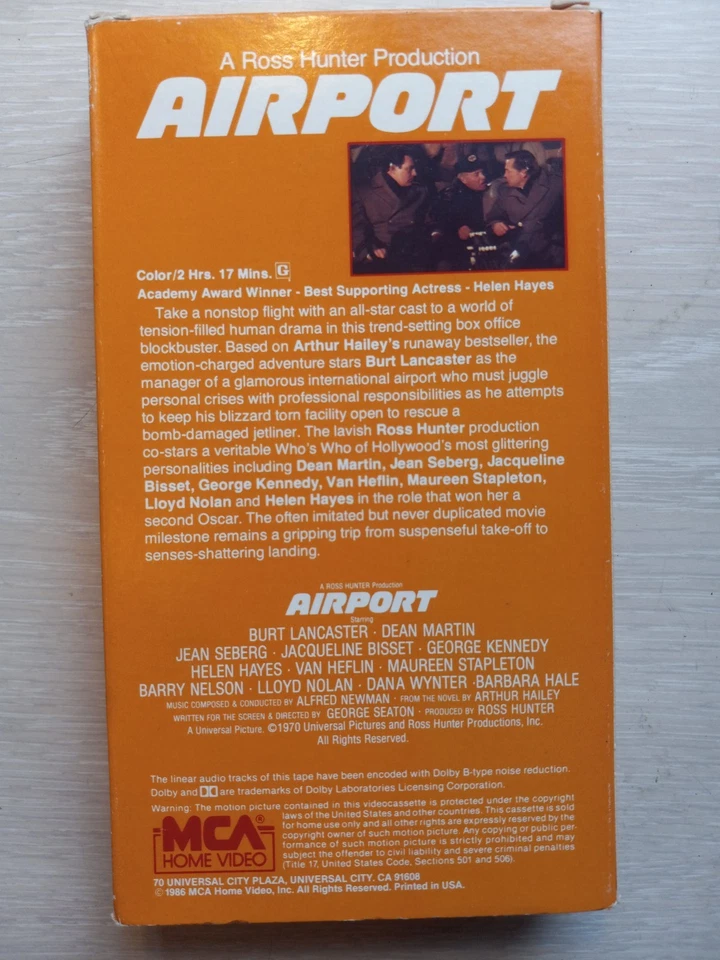 A Ross Hunter Production
AIRPORT
Color/2 Hrs. 17 Mins. G
Academy Award Winner - Best Supporting Actress - Helen Hayes
Take a nonstop flight with an all-star cast to a world of
tension-filled human drama in this trend-setting box office
blockbuster. Based on Arthur Hailey's runaway bestseller, the
emotion-charged adventure stars Burt Lancaster as the
manager of a glamorous international airport who must juggle
personal crises with professional responsibilities as he attempts
to keep his blizzard torn facility open to rescue a
bomb-damaged jetliner. The lavish Ross Hunter production
co-stars a veritable Who's Who of Hollywood's most glittering
personalities including Dean Martin, Jean Seberg, Jacqueline
Bisset, George Kennedy, Van Heflin, Maureen Stapleton,
Lloyd Nolan and Helen Hayes in the role that won her a
second Oscar. The often imitated but never duplicated movie
milestone remains a gripping trip from suspenseful take-off to
senses-shattering landing.
A ROSS HUNTER Production
AIRPORT
Starring
BURT LANCASTER · DEAN MARTIN
JEAN SEBERG · JACQUELINE BISSET · GEORGE KENNEDY
HELEN HAYES · VAN HEFLIN · MAUREEN STAPLETON
BARRY NELSON · LLOYD NOLAN · DANA WYNTER · BARBARA HALE
MUSIC COMPOSED & CONDUCTED BY ALFRED NEWMAN · FROM THE NOVEL BY ARTHUR HAILEY
WRITTEN FOR THE SCREEN & DIRECTED BY GEORGE SEATON · PRODUCED BY ROSS HUNTER
A Universal Picture. ©1970 Universal Pictures and Ross Hunter Productions, Inc.
All Rights Reserved.
The linear audio tracks of this tape have been encoded with Dolby B-type noise reduction.
Dolby and are trademarks of Dolby Laboratories Licensing Corporation.
Warning: The motion picture contained in this videocassette is protected under the copyright
laws of the United States and other countries. This cassette is sold
for home use only and all other rights are expressly reserved by the
copyright owner of such motion picture. Any copying or public per-
formance of such motion picture is strictly prohibited and may
subject the offender to civil liability and severe criminal penalties
(Title 17, United States Code, Sections 501 and 506).
MCA®
HOME VIDEO
70 UNIVERSAL CITY PLAZA, UNIVERSAL CITY. CA 91608
©1986 MCA Home Video, Inc. All Rights Reserved. Printed in USA.